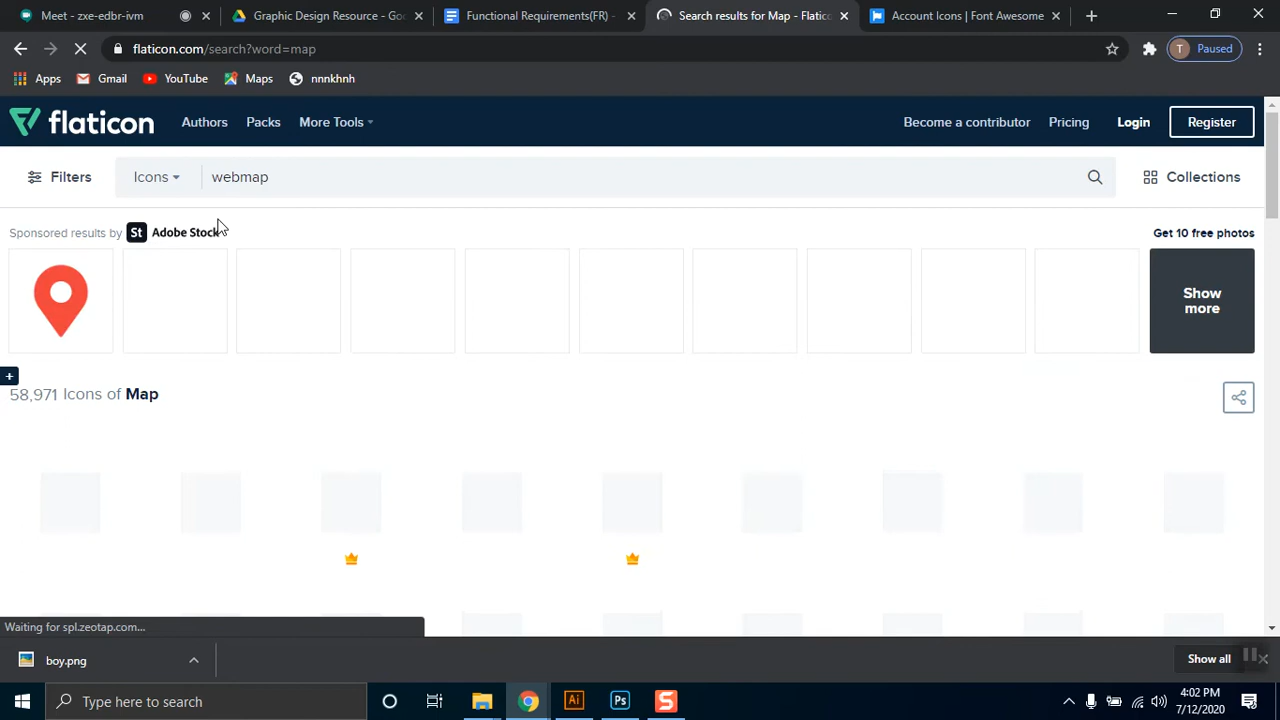 Meet - zxe-edbr-ivm
Graphic Design Resource - Go
Functional Requirements(FR) -
Search results for Map - Flatic
Account Icons | Font Awesome
flaticon.com/search?word=map
T Paused
Apps Gmail YouTube Maps nnnkhnh
flaticon Authors Packs More Tools Become a contributor Pricing Login Register
Filters Icons webmap Collections
Sponsored results by St Adobe Stock Get 10 free photos
Show
more
+
58,971 Icons of Map
Waiting for spl.zeotap.com...
boy.png Show all
Type here to search Ai Ps S
4:02 PM
7/12/2020